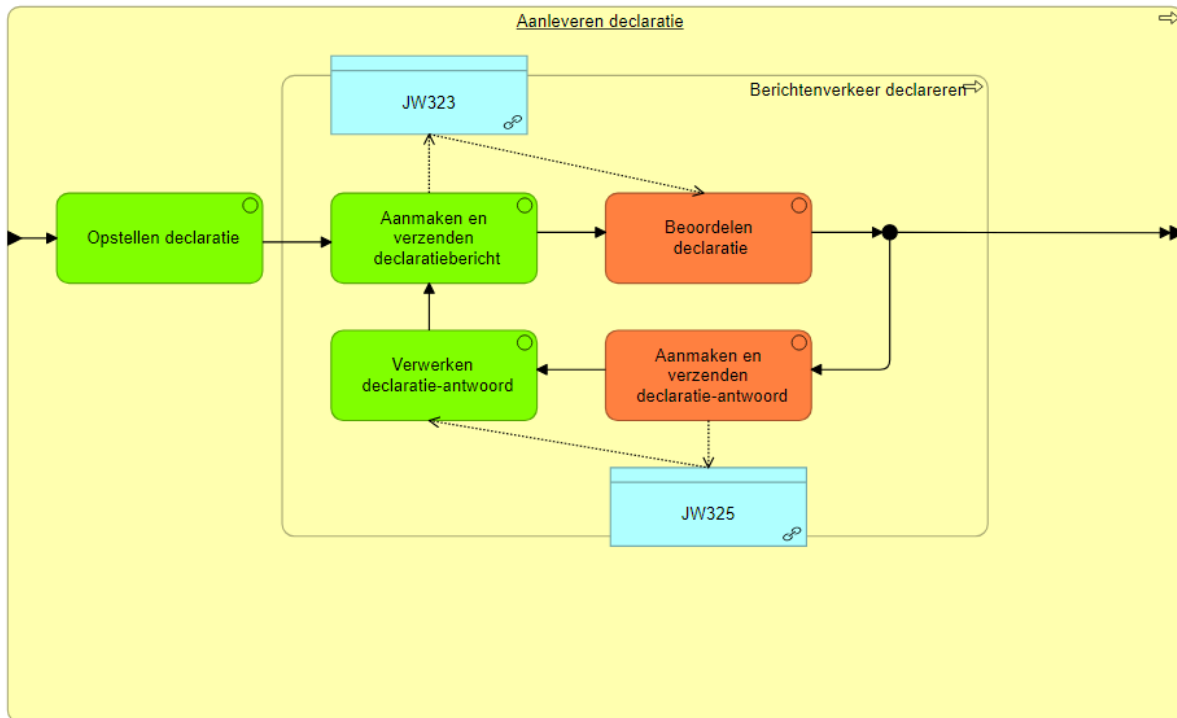 Aanleveren declaratie
Berichtenverkeer declareren
JW323
Opstellen declaratie
Aanmaken en
verzenden
declaratiebericht
Beoordelen
declaratie
Verwerken
declaratie-antwoord
Aanmaken en
verzenden
declaratie-antwoord
JW325